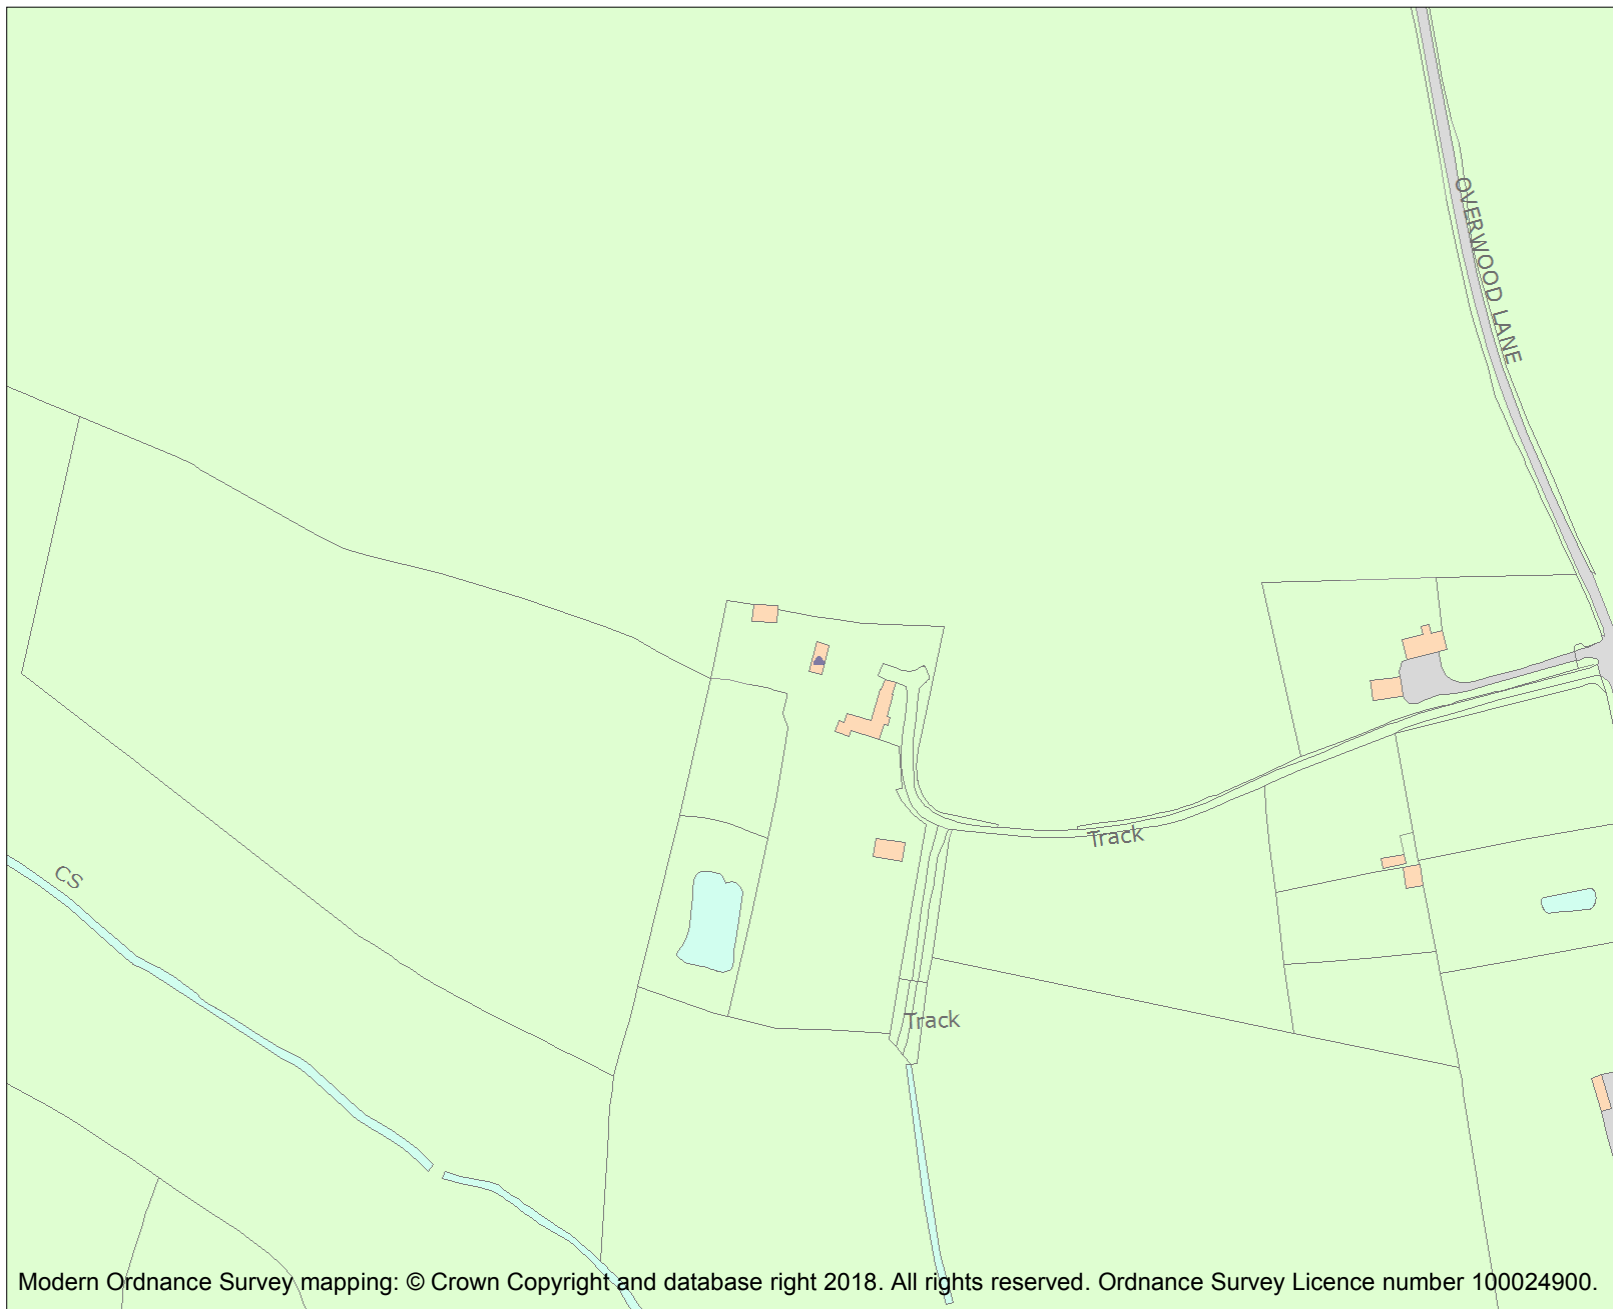 OVERWOOD LANE
Track
CS
Track
Modern Ordnance Survey mapping: © Crown Copyright and database right 2018. All rights reserved. Ordnance Survey Licence number 100024900.